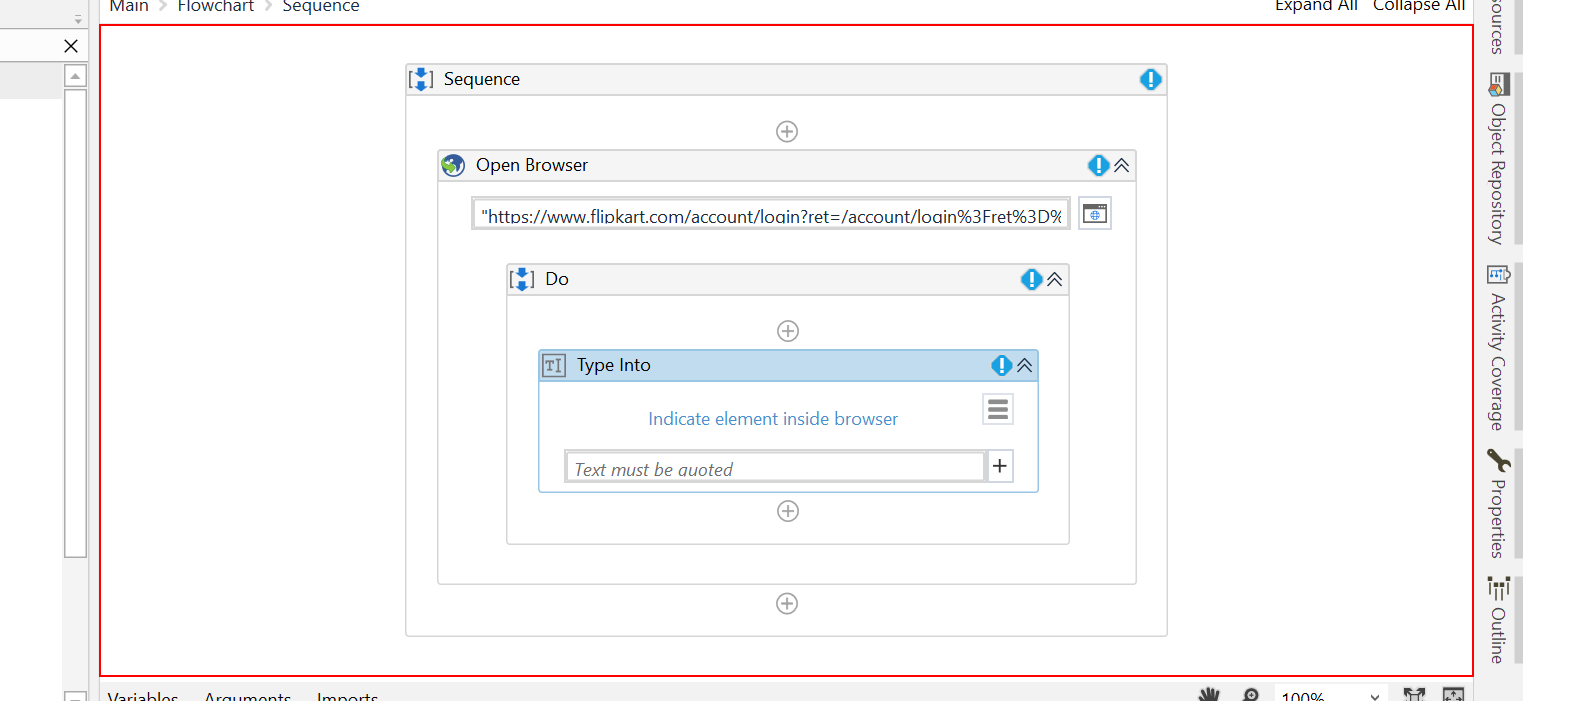 Main > Flowchart > Sequence
Expand All Collapse All
Sequence
Open Browser
"https://www.flipkart.com/account/login?ret=/account/login%3Fret%3D%
Do
Type Into
Indicate element inside browser
Text must be quoted
Variables Arguments Imports
100%
Object Repository
Activity Coverage
Properties
Outline